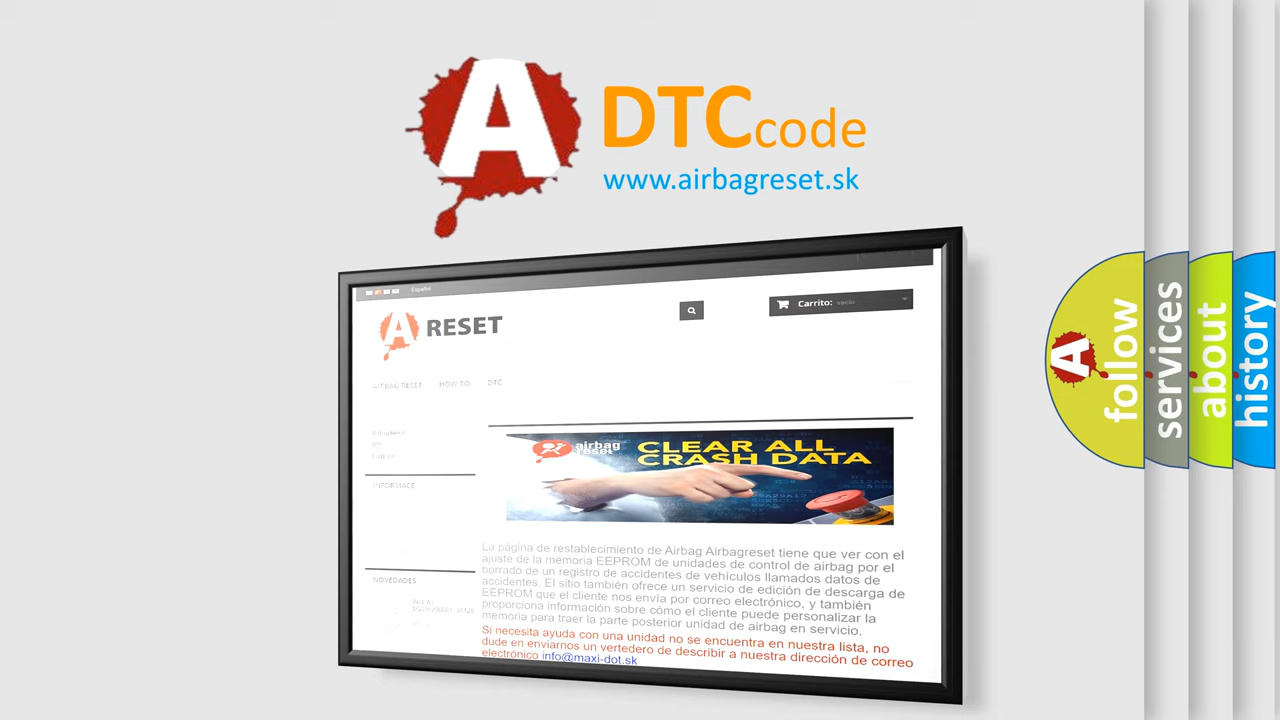 A DTC code
www.airbagreset.sk
Español
A RESET
Carrito: vacío
AIRBAG RESET HOW TO DTC
INFORMACE
NOVEDADES
airbag
reset
CLEAR ALL
CRASH DATA
La página de restablecimiento de Airbag Airbagreset tiene que ver con el
ajuste de la memoria EEPROM de unidades de control de airbag por el
borrado de un registro de accidentes de vehículos llamados datos de
accidentes. El sitio también ofrece un servicio de edición de descarga de
EEPROM que el cliente nos envía por correo electrónico, y también
proporciona información sobre cómo el cliente puede personalizar la
memoria para traer la parte posterior unidad de airbag en servicio.
Si necesita ayuda con una unidad no se encuentra en nuestra lista, no
dude en enviarnos un vertedero de describir a nuestra dirección de correo
electrónico info@maxi-dot.sk
A follow
services
about
history